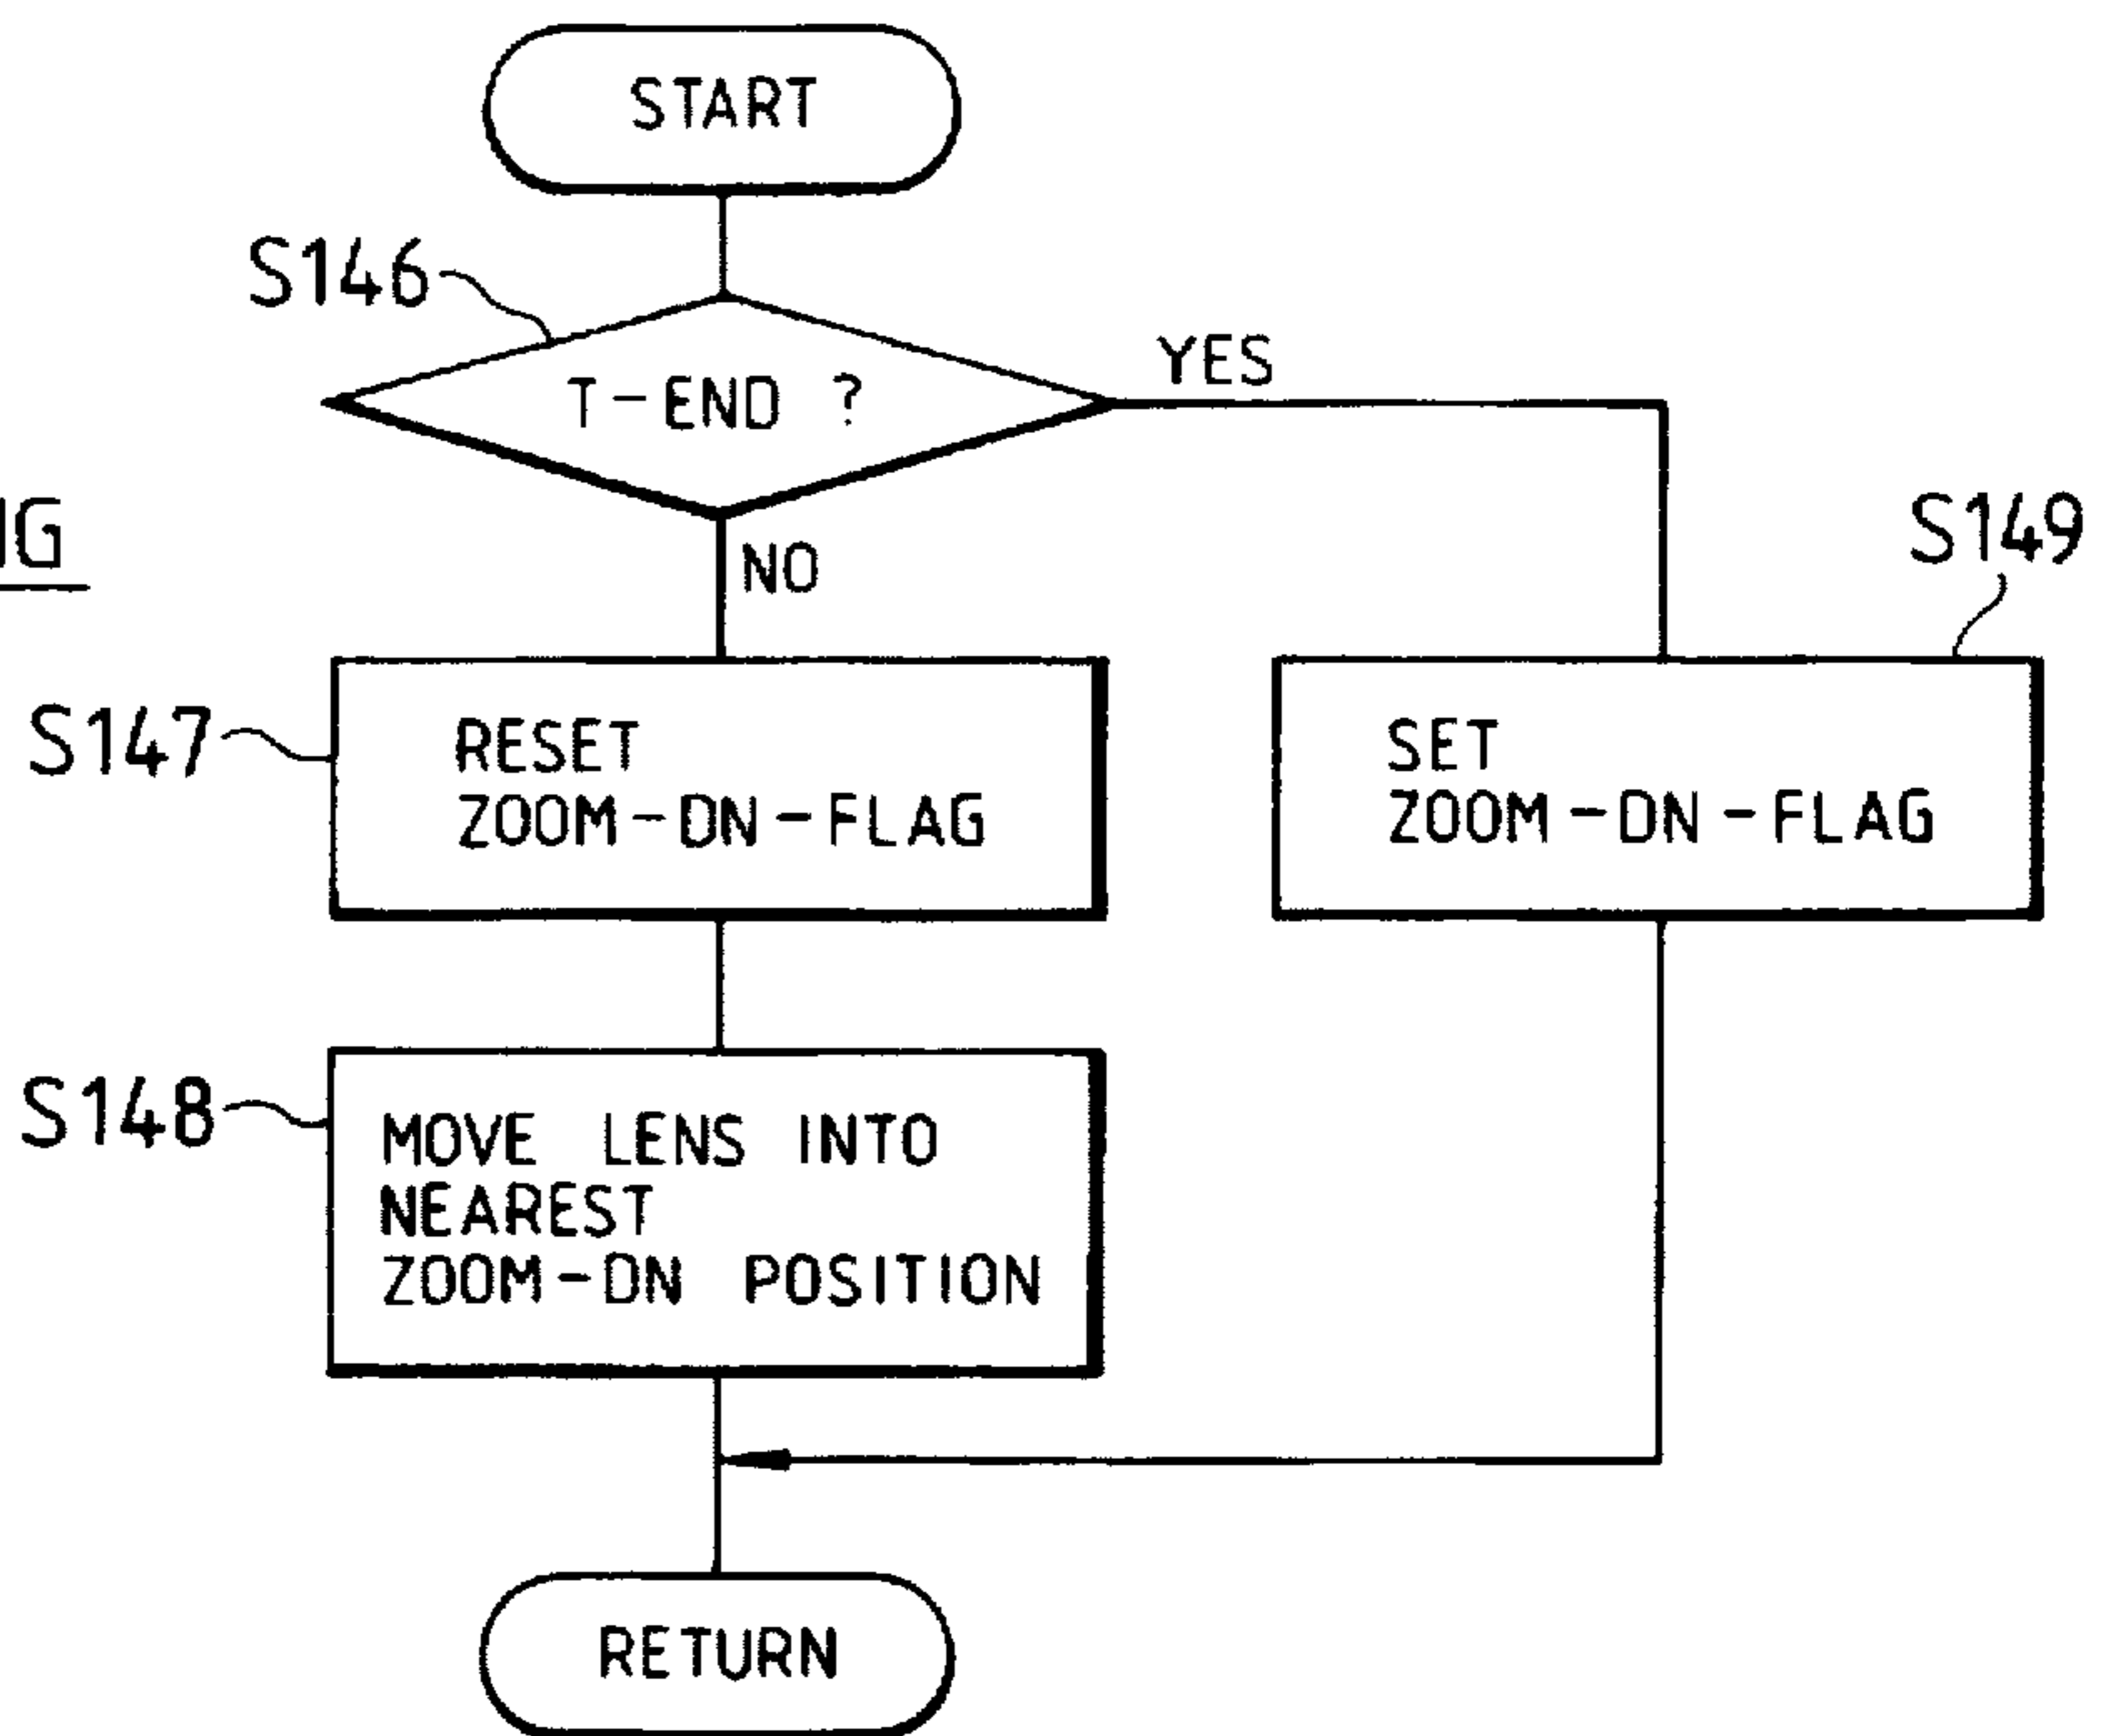 START
S146
T-END ?
YES
NO
S149
S147
RESET
ZOOM-DN-FLAG
SET
ZOOM-DN-FLAG
S148
MOVE LENS INTO
NEAREST
ZOOM-DN POSITION
RETURN